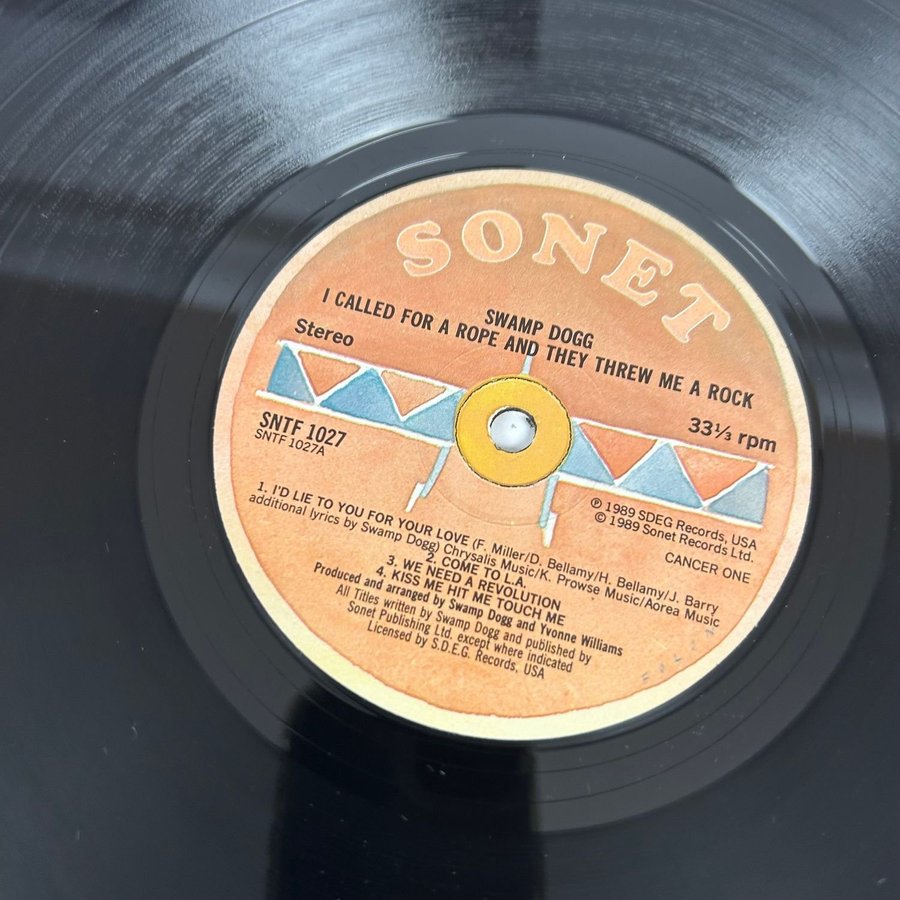 SONET
SWAMP DOGG
I CALLED FOR A ROPE AND THEY THREW ME A ROCK
Stereo
33⅓ rpm
SNTF 1027
SNTF 1027A
℗ 1989 SDEG Records, USA
© 1989 Sonet Records Ltd.
CANCER ONE
1. I'D LIE TO YOU FOR YOUR LOVE (F. Miller/D. Bellamy/H. Bellamy/J. Barry
additional lyrics by Swamp Dogg) Chrysalis Music/K. Prowse Music/Aorea Music
2. COME TO L.A.
3. WE NEED A REVOLUTION
4. KISS ME HIT ME TOUCH ME
Produced and arranged by Swamp Dogg and Yvonne Williams
All Titles written by Swamp Dogg and published by
Sonet Publishing Ltd. except where indicated
Licensed by S.D.E.G. Records, USA